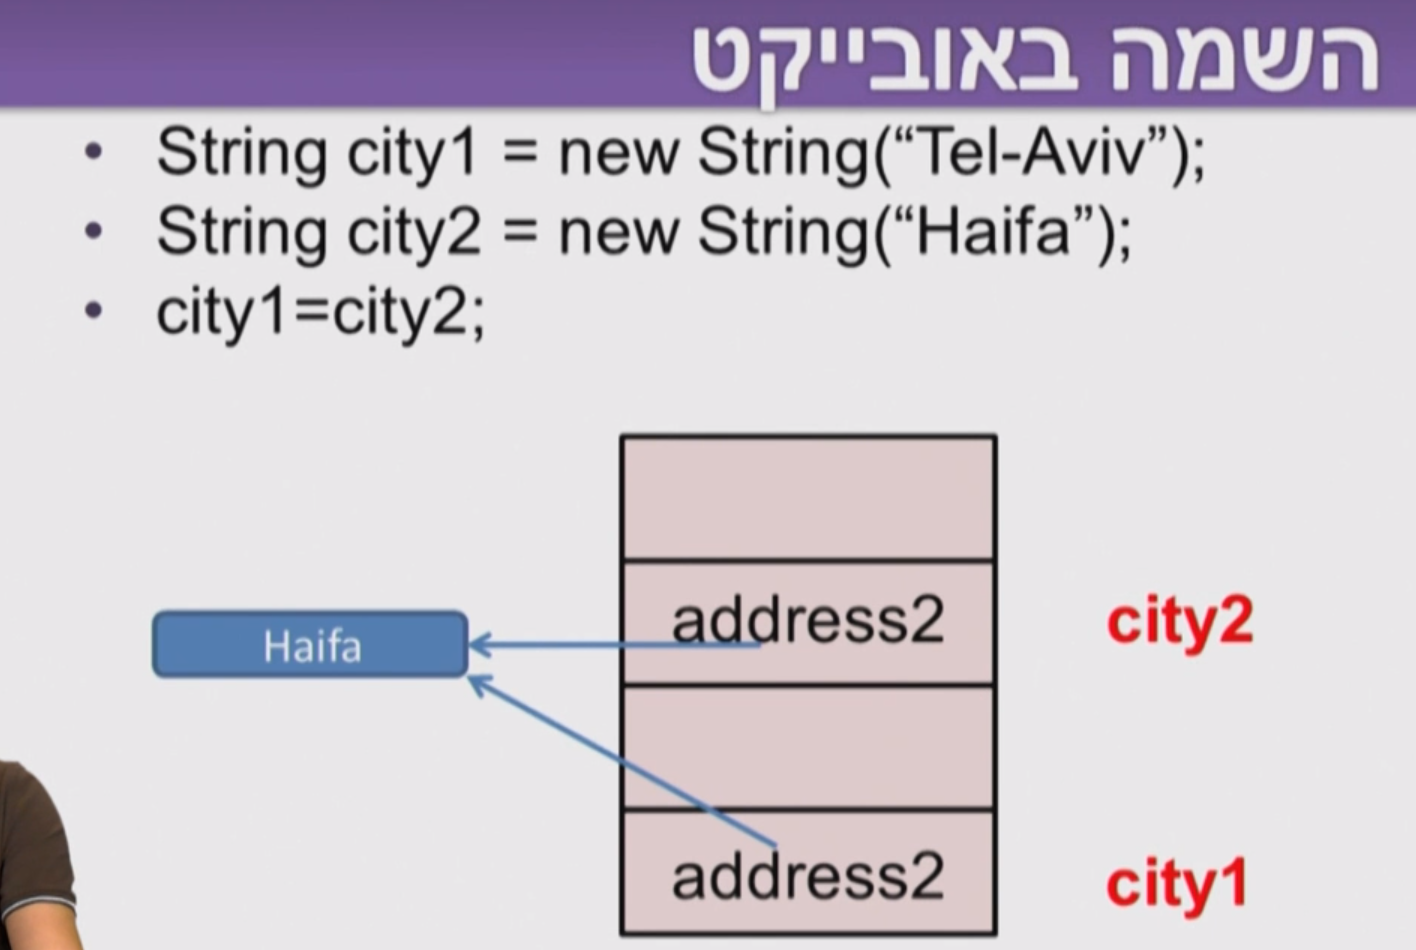 השמה באובייקט
• String city1 = new String(“Tel-Aviv”);
• String city2 = new String(“Haifa”);
• city1=city2;
address2
city2
Haifa
address2
city1